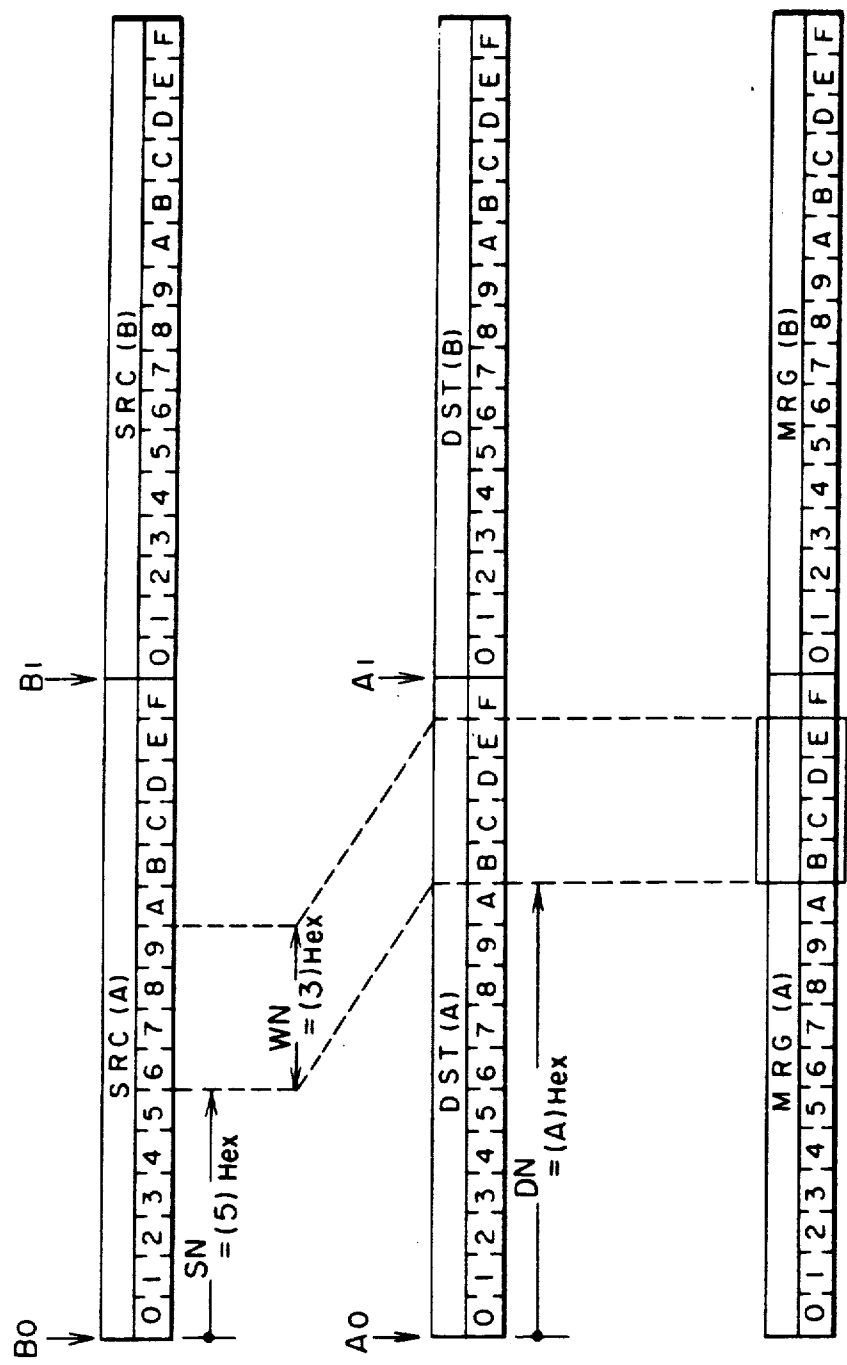 B0
B1
SRC (A)
SRC (B)
0 1 2 3 4 5 6 7 8 9 A B C D E F
0 1 2 3 4 5 6 7 8 9 A B C D E F
SN
= (5) Hex
WN
= (3) Hex
A0
A1
DST (A)
DST (B)
0 1 2 3 4 5 6 7 8 9 A B C D E F
0 1 2 3 4 5 6 7 8 9 A B C D E F
DN
= (A) Hex
MRG (A)
MRG (B)
0 1 2 3 4 5 6 7 8 9 A B C D E F
0 1 2 3 4 5 6 7 8 9 A B C D E F